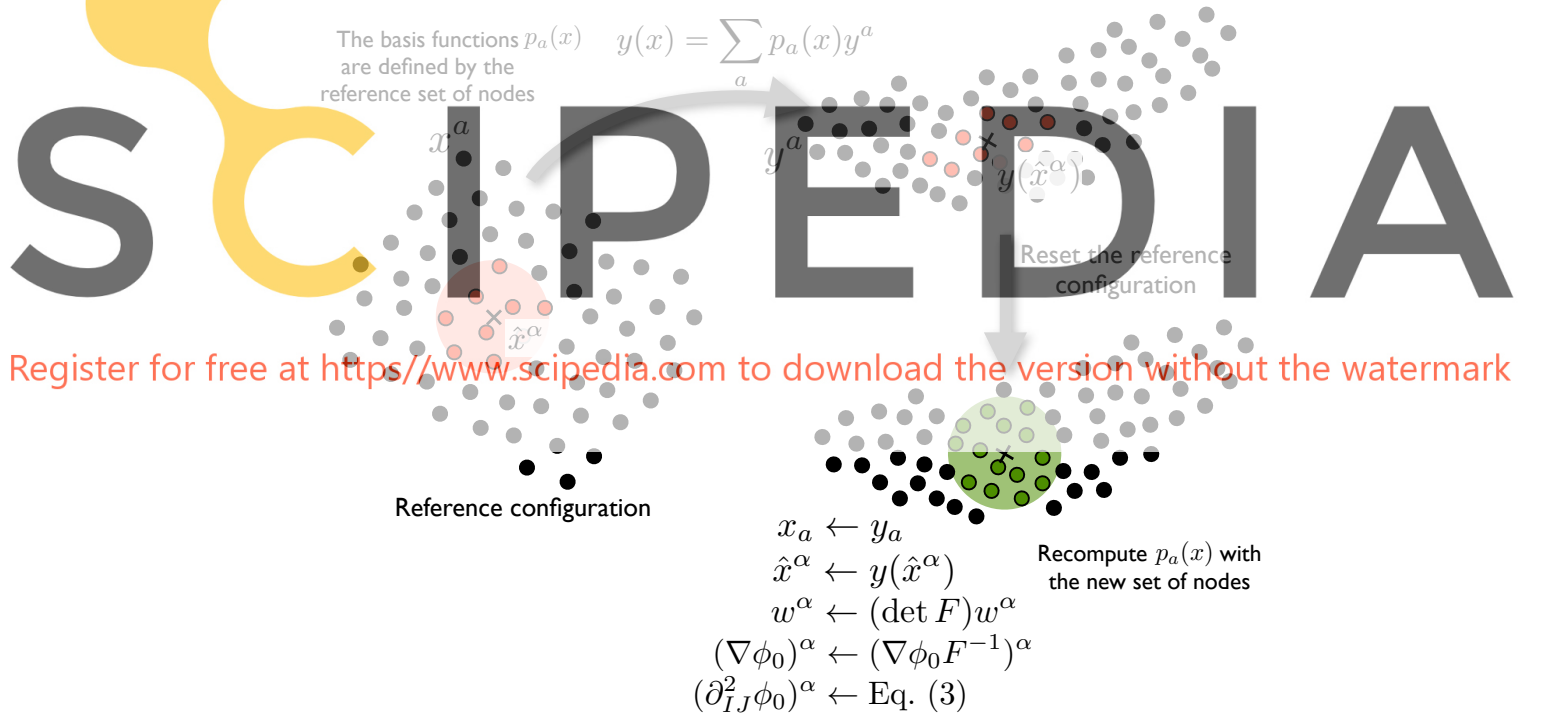 The basis functions $p_a(x)$
are defined by the
reference set of nodes
$y(x) = \sum_a p_a(x) y^a$
SCIPEDIA
$x^a$
$y^a$
$y(\hat{x}^\alpha)$
Reset the reference
configuration
$\hat{x}^\alpha$
Register for free at https//www.scipedia.com to download the version without the watermark
Reference configuration
$x_a \leftarrow y_a$
$\hat{x}^\alpha \leftarrow y(\hat{x}^\alpha)$
$w^\alpha \leftarrow (\det F) w^\alpha$
$(\nabla \phi_0)^\alpha \leftarrow (\nabla \phi_0 F^{-1})^\alpha$
$(\partial^2_{IJ} \phi_0)^\alpha \leftarrow$ Eq. (3)
Recompute $p_a(x)$ with
the new set of nodes